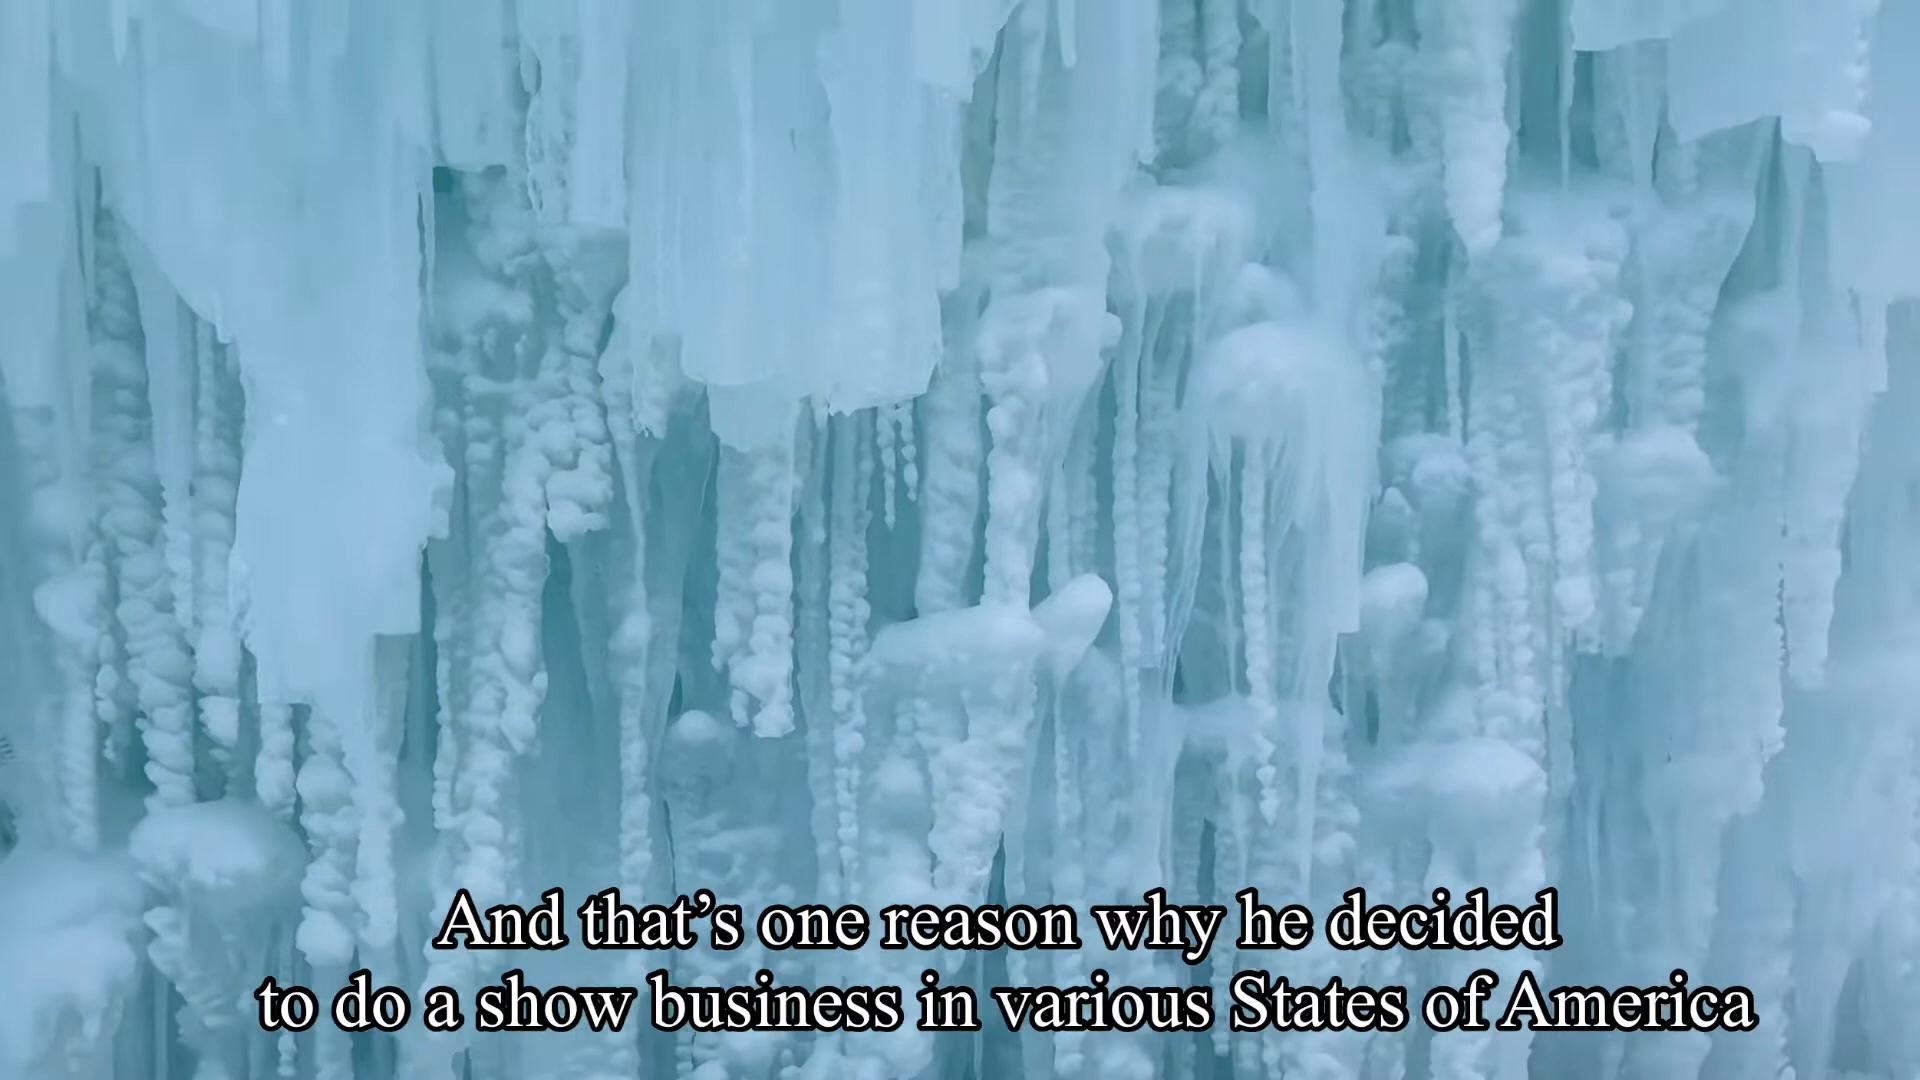 And that’s one reason why he decided
to do a show business in various States of America